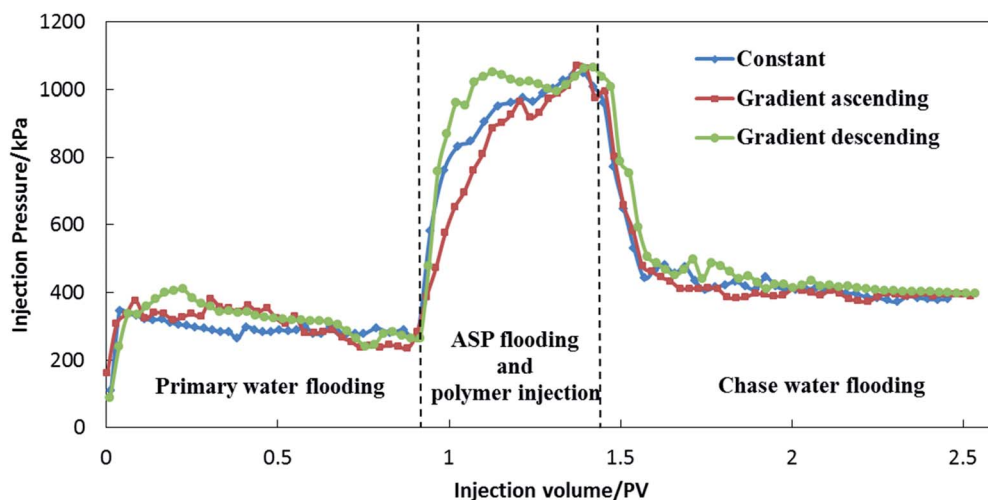 1200
1000
800
600
400
200
0
Injection Pressure/kPa
Constant
Gradient ascending
Gradient descending
Primary water flooding
ASP flooding
and
polymer injection
Chase water flooding
0
0.5
1
1.5
2
2.5
Injection volume/PV